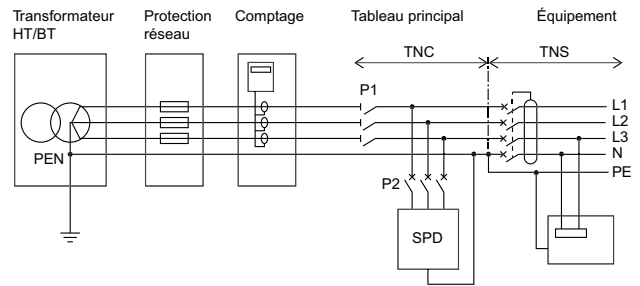 Transformateur
HT/BT
Protection
réseau
Comptage
Tableau principal
Équipement
TNC
TNS
P1
L1
L2
L3
N
PE
PEN
P2
SPD